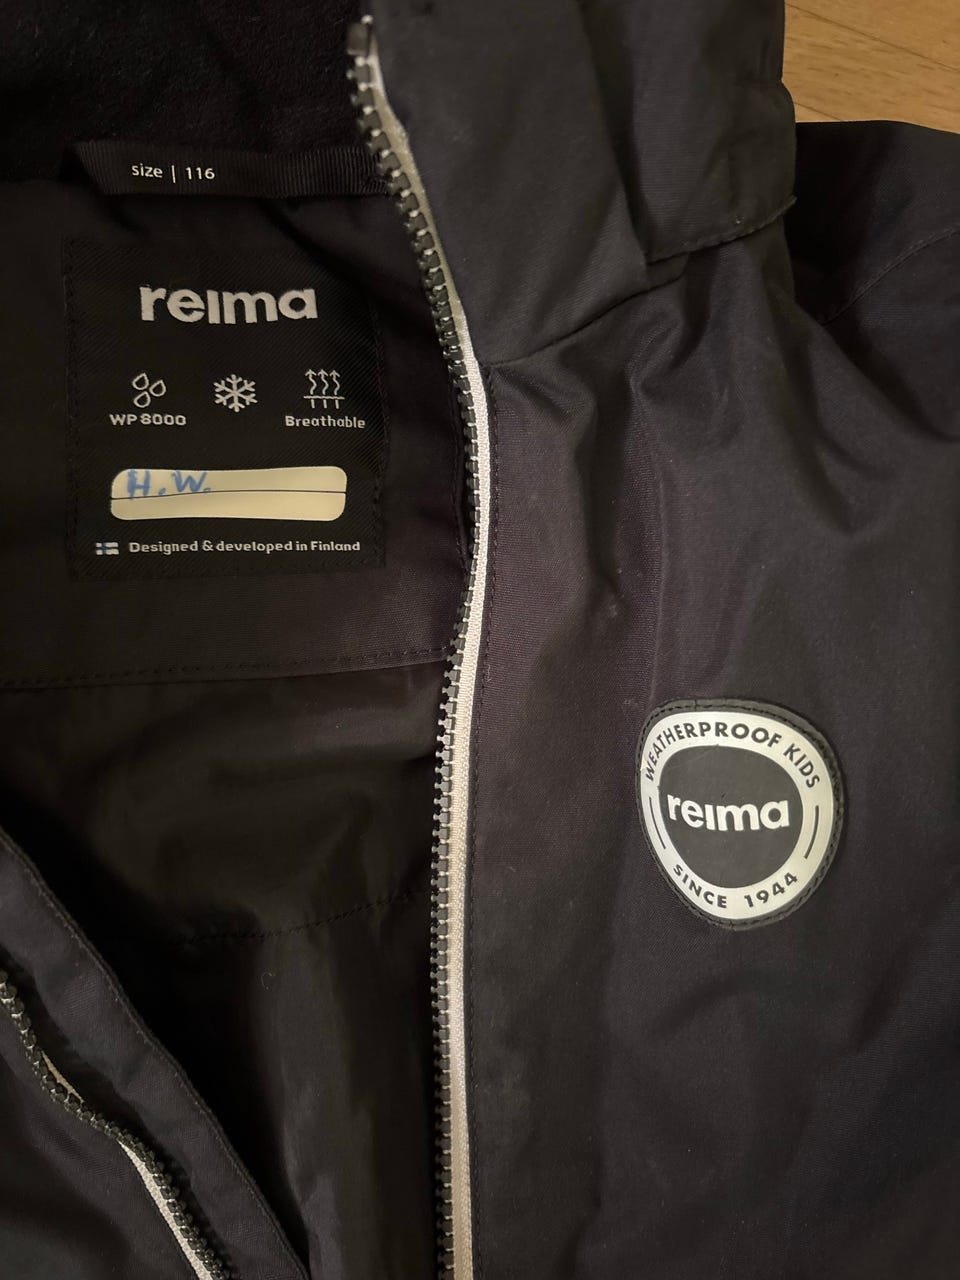 size | 116
reima
WP 8000
Breathable
H.W.
Designed & developed in Finland
WEATHERPROOF KIDS
reima
SINCE 1944